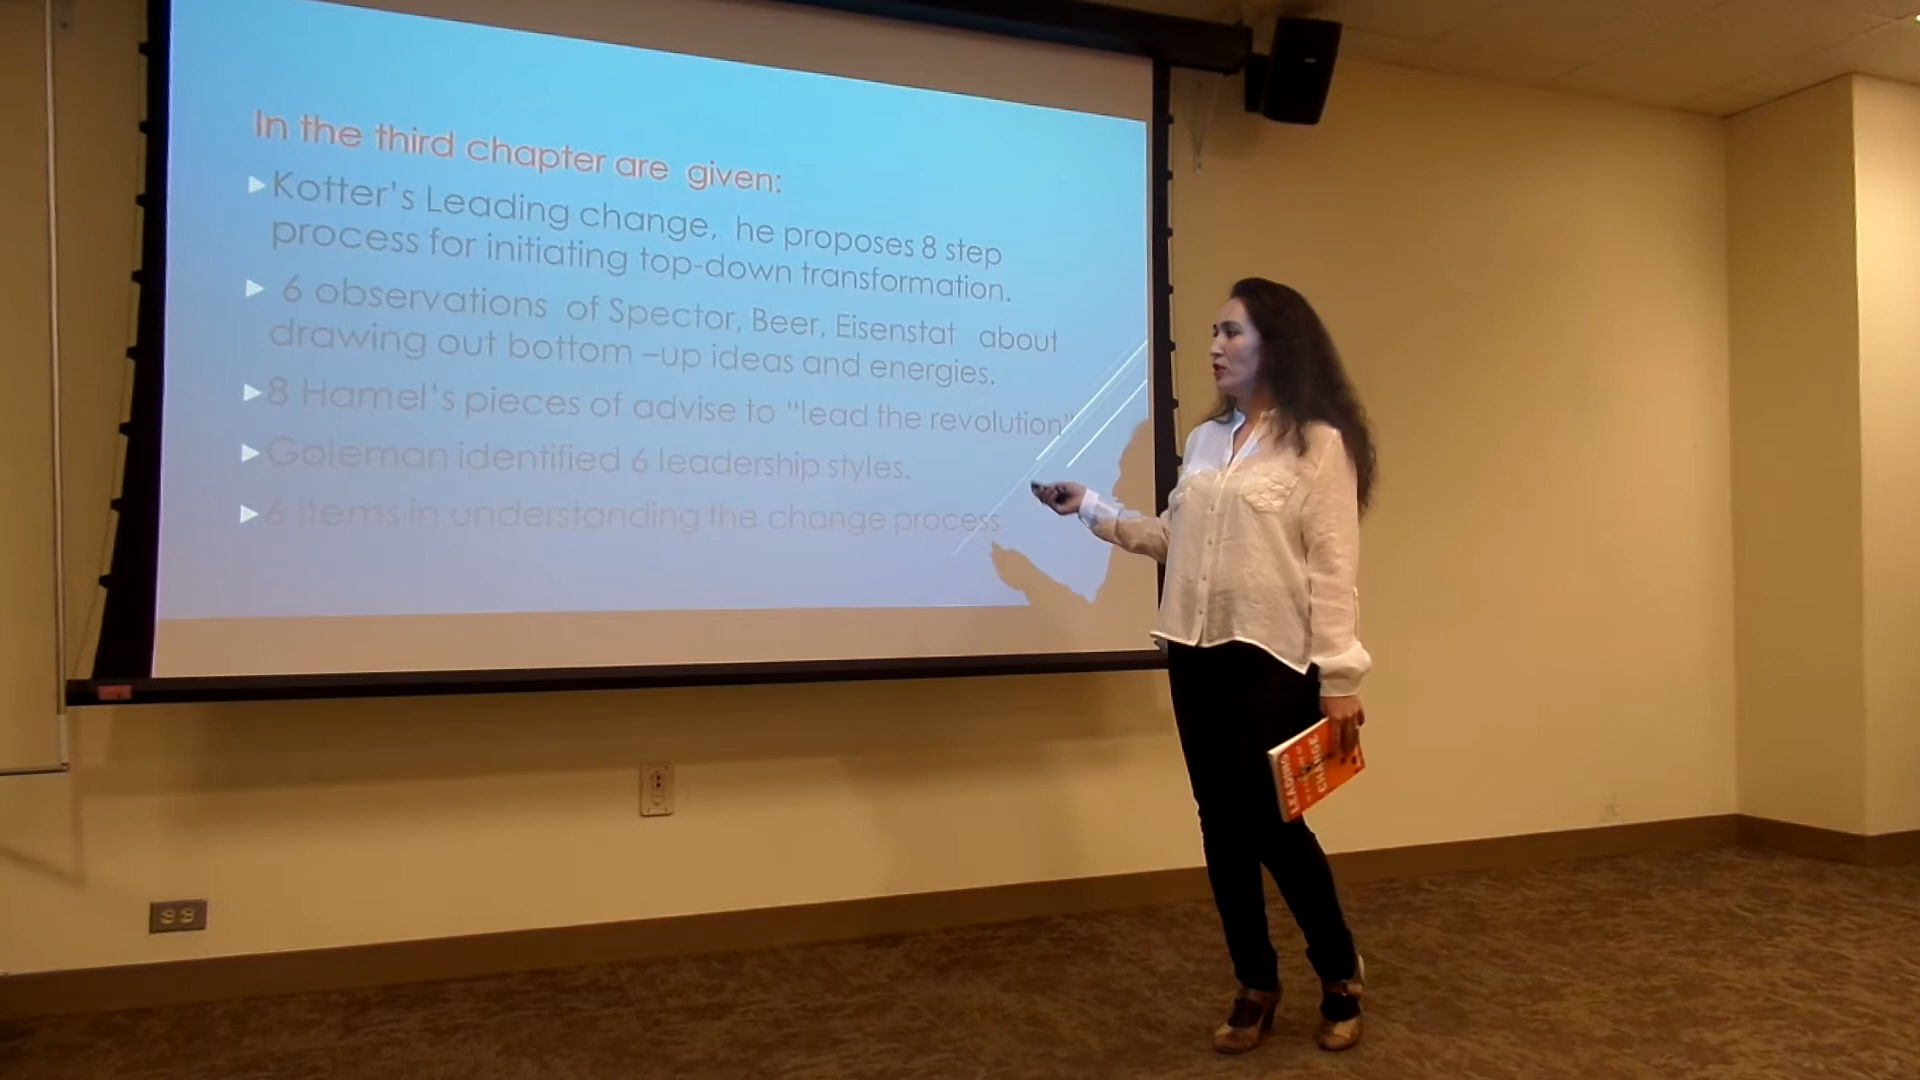 In the third chapter are given:
Kotter's Leading change, he proposes 8 step
process for initiating top-down transformation.
6 observations of Spector, Beer, Eisenstat about
drawing out bottom –up ideas and energies.
8 Hamel's pieces of advise to "lead the revolution"
Goleman identified 6 leadership styles.
6 items in understanding the change process
LEADING
CHANGE